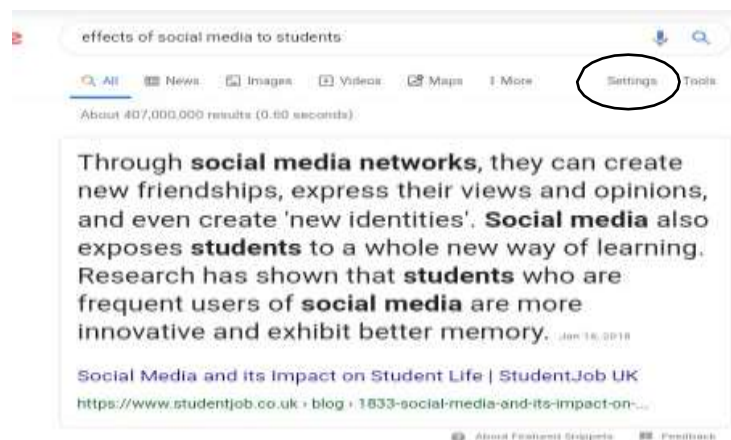 effects of social media to students
All News Images Videos Maps More Settings Tools
About 407,000,000 results (0.60 seconds)
Through social media networks, they can create
new friendships, express their views and opinions,
and even create 'new identities'. Social media also
exposes students to a whole new way of learning.
Research has shown that students who are
frequent users of social media are more
innovative and exhibit better memory. Jan 16, 2018
Social Media and its Impact on Student Life | StudentJob UK
https://www.studentjob.co.uk › blog › 1833-social-media-and-its-impact-on-...
About Featured Snippets Feedback